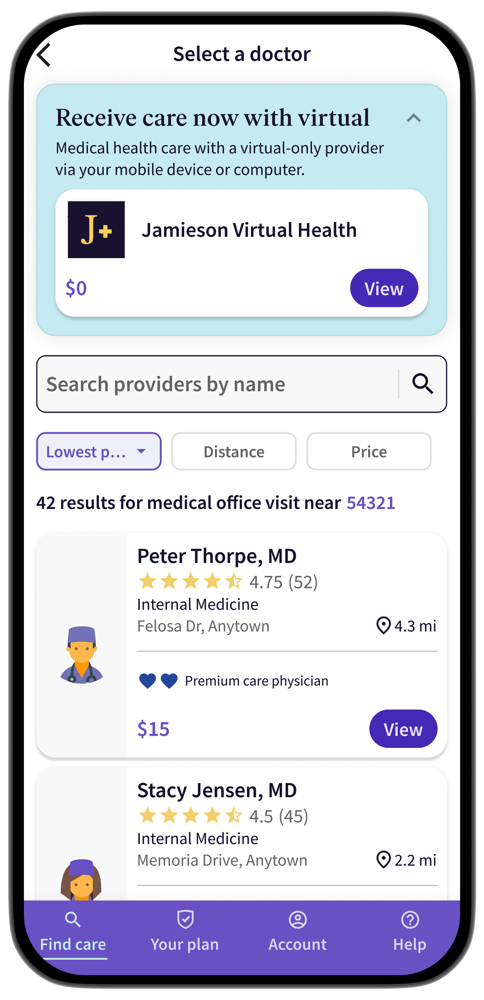 Select a doctor
Receive care now with virtual
Medical health care with a virtual-only provider
via your mobile device or computer.
J+
Jamieson Virtual Health
$0
View
Search providers by name
Lowest p...
Distance
Price
42 results for medical office visit near 54321
Peter Thorpe, MD
4.75 (52)
Internal Medicine
Felosa Dr, Anytown
4.3 mi
Premium care physician
$15
View
Stacy Jensen, MD
4.5 (45)
Internal Medicine
Memoria Drive, Anytown
2.2 mi
Find care
Your plan
Account
Help